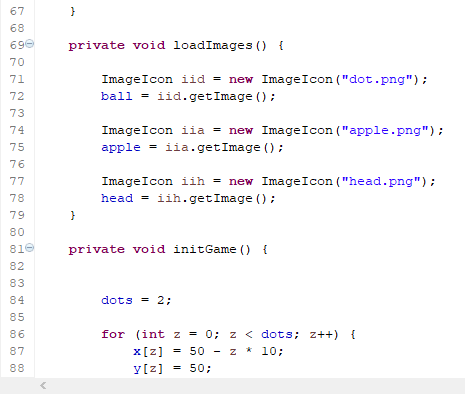 67 }
68
69 private void loadImages() {
70
71 ImageIcon iid = new ImageIcon("dot.png");
72 ball = iid.getImage();
73
74 ImageIcon iia = new ImageIcon("apple.png");
75 apple = iia.getImage();
76
77 ImageIcon iih = new ImageIcon("head.png");
78 head = iih.getImage();
79 }
80
81 private void initGame() {
82
83
84 dots = 2;
85
86 for (int z = 0; z < dots; z++) {
87 x[z] = 50 - z * 10;
88 y[z] = 50;